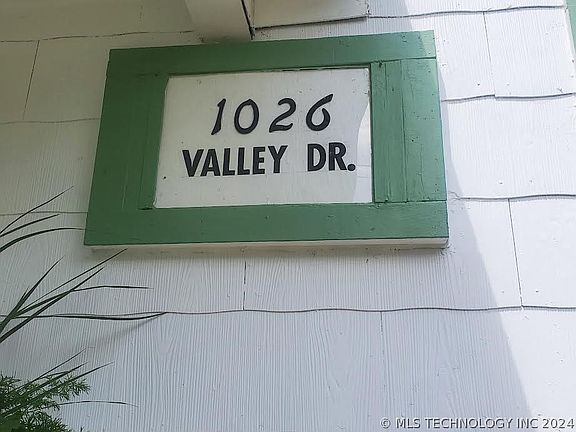 1026
VALLEY DR.
© MLS TECHNOLOGY INC 2024